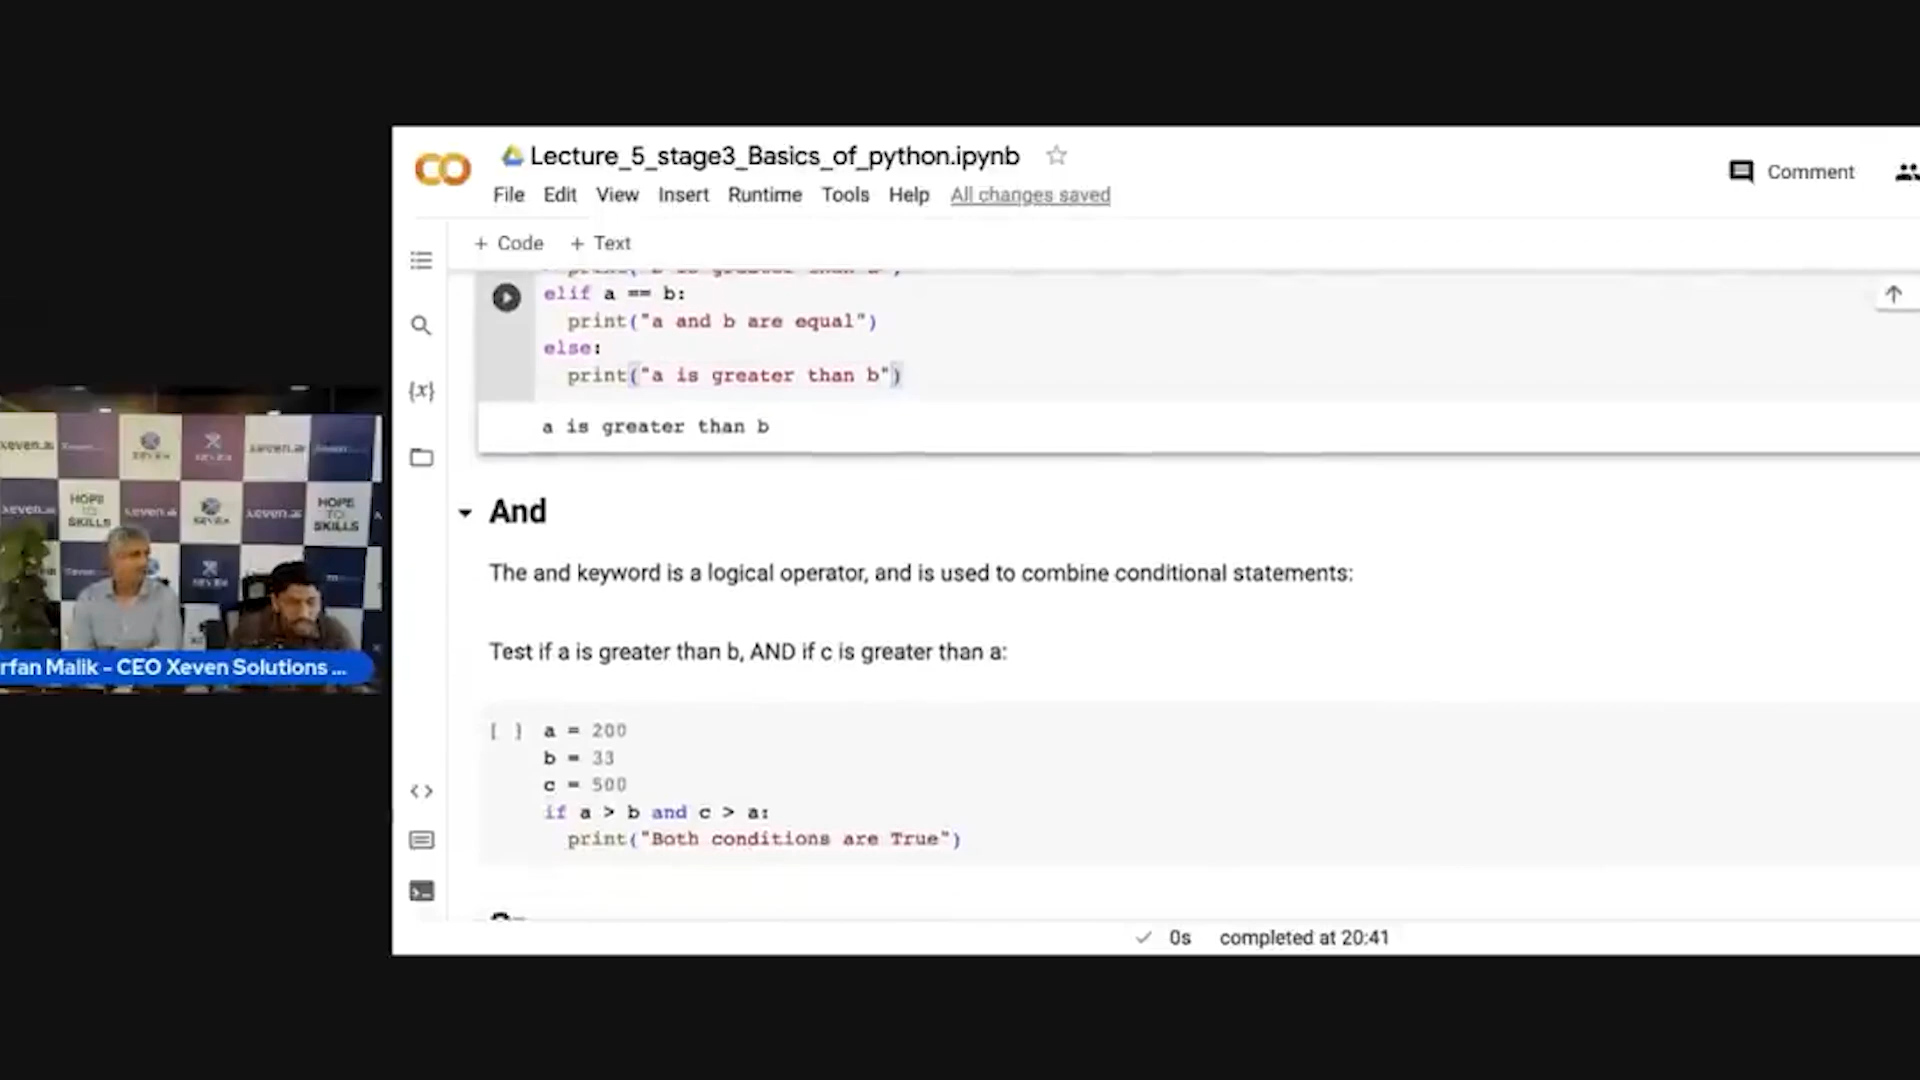 Lecture_5_stage3_Basics_of_python.ipynb
Comment
File Edit View Insert Runtime Tools Help All changes saved
+ Code + Text
elif a == b:
print("a and b are equal")
else:
print("a is greater than b")
a is greater than b
And
The and keyword is a logical operator, and is used to combine conditional statements:
Test if a is greater than b, AND if c is greater than a:
[ ] a = 200
b = 33
c = 500
if a > b and c > a:
print("Both conditions are True")
0s completed at 20:41
HOPE TO SKILLS
HOPE TO SKILLS
rfan Malik - CEO Xeven Solutions ...